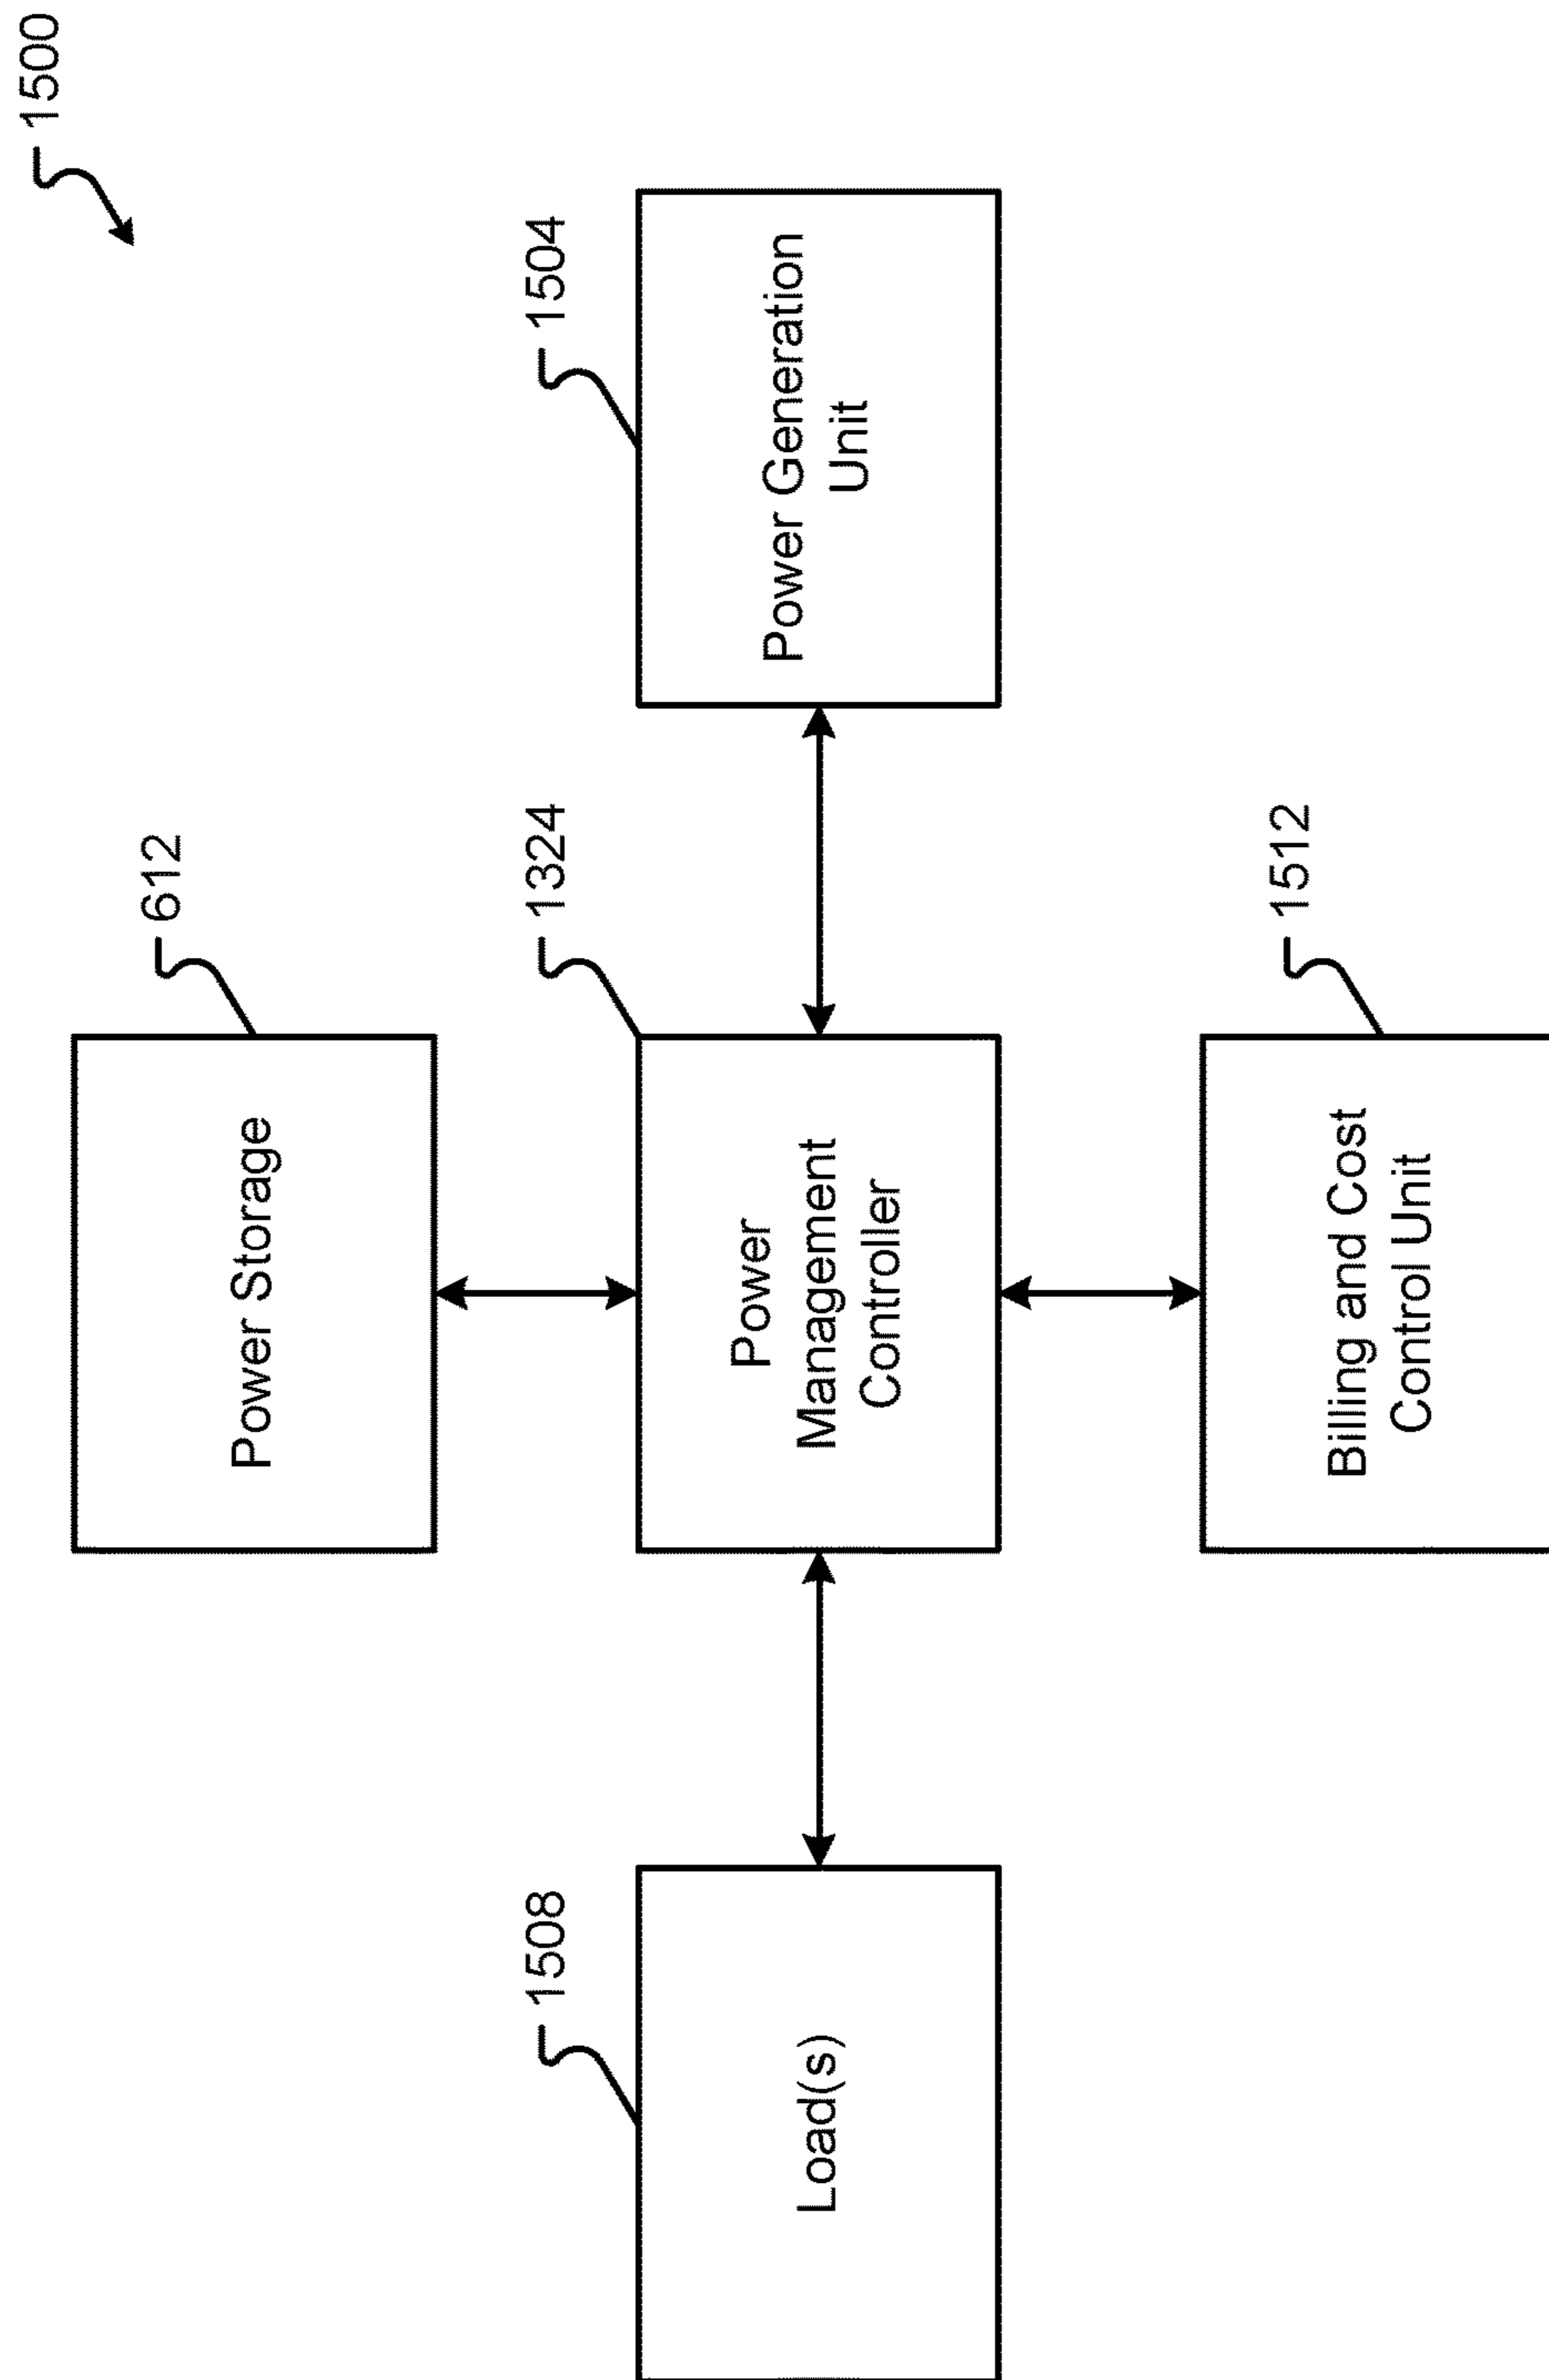 1500
612
Power Storage
1508
Load(s)
1324
Power
Management
Controller
1504
Power Generation
Unit
1512
Billing and Cost
Control Unit